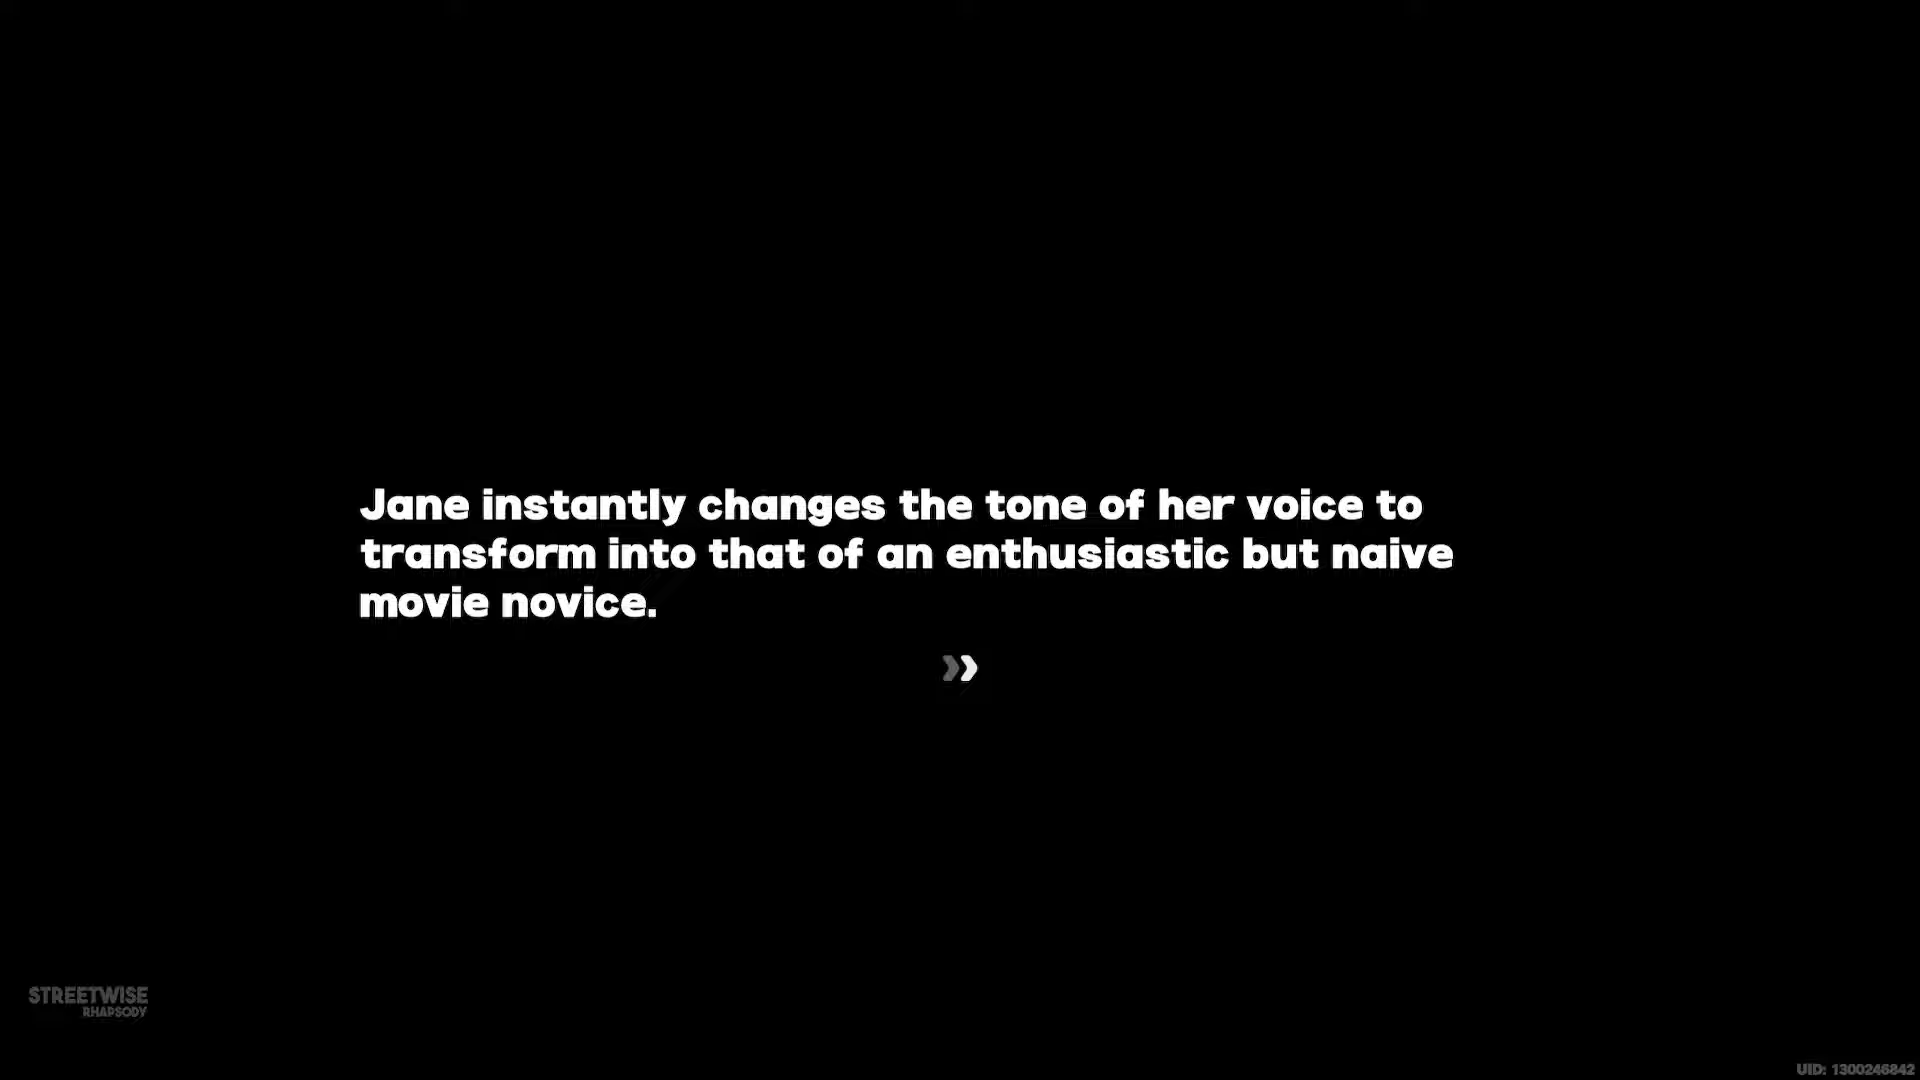 Jane instantly changes the tone of her voice to
transform into that of an enthusiastic but naive
movie novice.
STREETWISE
RHAPSODY
UID: 1300246842